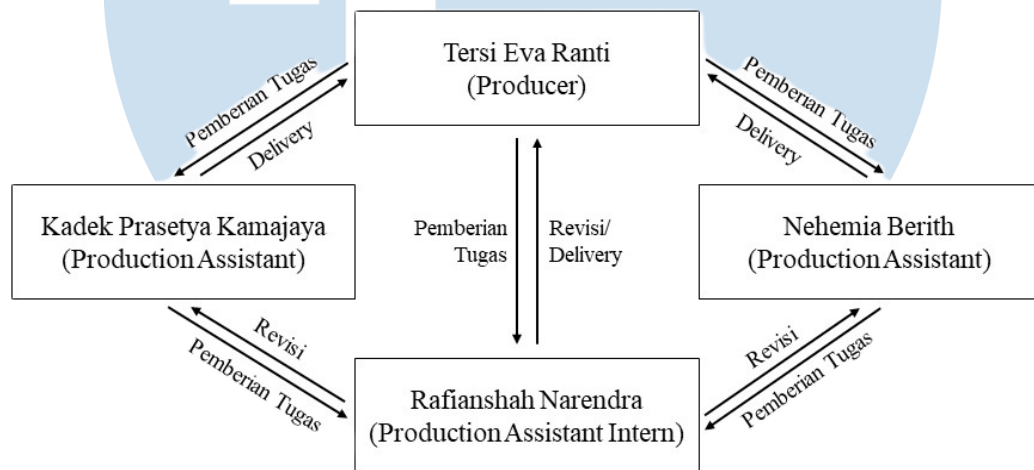 Tersi Eva Ranti
(Producer)
Pemberian Tugas
Delivery
Pemberian Tugas
Delivery
Kadek Prasetya Kamajaya
(Production Assistant)
Pemberian
Tugas
Revisi/
Delivery
Nehemia Berith
(Production Assistant)
Revisi
Pemberian Tugas
Revisi
Pemberian Tugas
Rafianshah Narendra
(Production Assistant Intern)